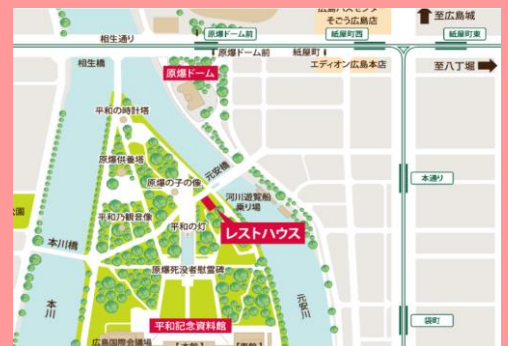 広島バスセンター
そごう広島店
至広島城
相生通り
原爆ドーム前
紙屋町西
紙屋町東
原爆ドーム前
紙屋町
エディオン広島本店
至八丁堀
相生橋
原爆ドーム
平和の時計塔
原爆供養塔
元安橋
原爆の子の像
本通り
河川遊覧船
乗り場
平和乃観音像
公園
平和の灯
レストハウス
本川橋
原爆死没者慰霊碑
本川
元安川
平和記念資料館
袋町
広島国際会議場